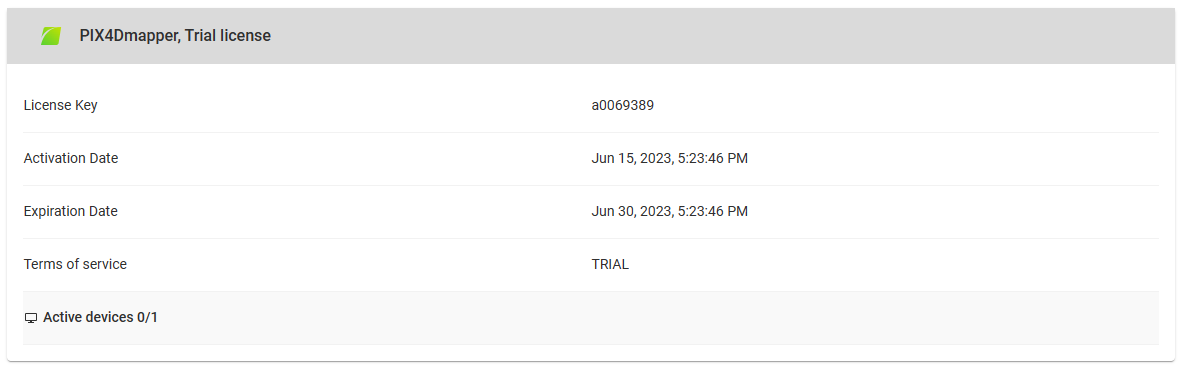 PIX4Dmapper, Trial license
License Key a0069389
Activation Date Jun 15, 2023, 5:23:46 PM
Expiration Date Jun 30, 2023, 5:23:46 PM
Terms of service TRIAL
Active devices 0/1